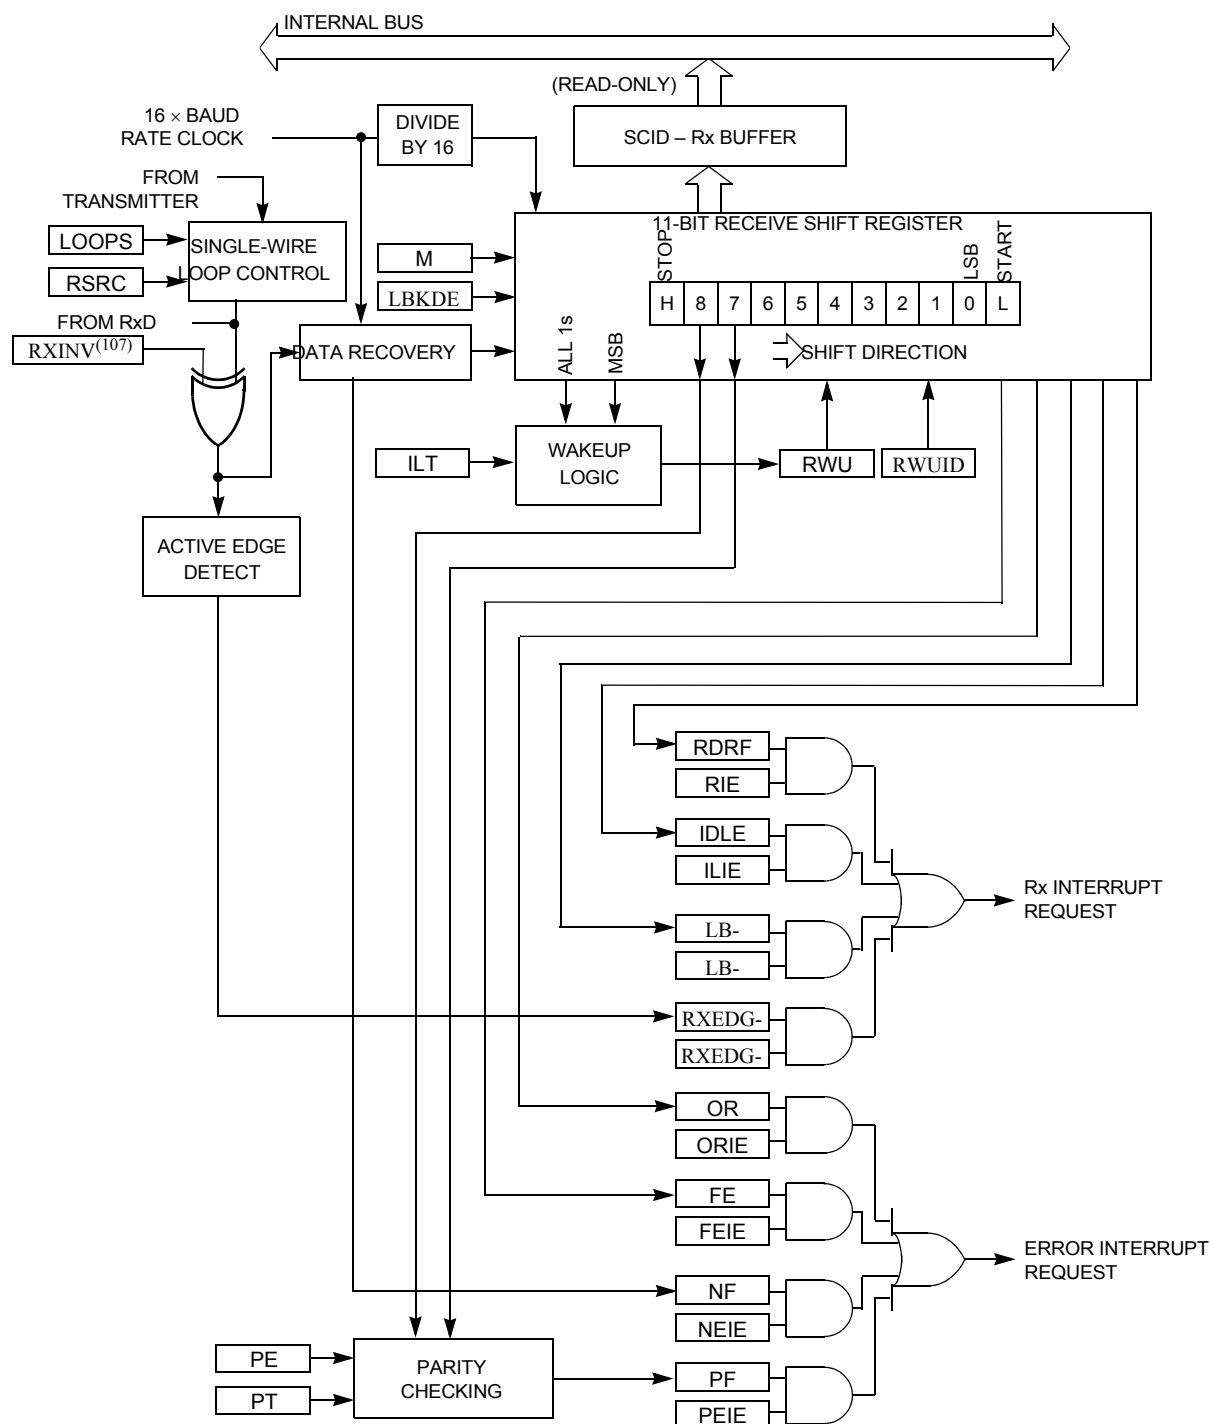 INTERNAL BUS
(READ-ONLY)
16 × BAUD
RATE CLOCK
DIVIDE
BY 16
SCID – Rx BUFFER
FROM
TRANSMITTER
LOOPS
RSRC
SINGLE-WIRE
LOOP CONTROL
M
LBKDE
11-BIT RECEIVE SHIFT REGISTER
STOP
LSB
START
H 8 7 6 5 4 3 2 1 0 L
FROM RxD
RXINV(107)
DATA RECOVERY
ALL 1s
MSB
SHIFT DIRECTION
ILT
WAKEUP
LOGIC
RWU
RWUID
ACTIVE EDGE
DETECT
RDRF
RIE
IDLE
ILIE
LB-
LB-
Rx INTERRUPT
REQUEST
RXEDG-
RXEDG-
OR
ORIE
FE
FEIE
ERROR INTERRUPT
REQUEST
NF
NEIE
PE
PT
PARITY
CHECKING
PF
PEIE